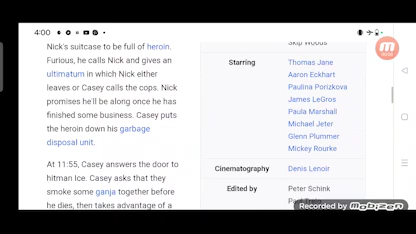 4:00
Nick's suitcase to be full of heroin.
Furious, he calls Nick and gives an
ultimatum in which Nick either
leaves or Casey calls the cops. Nick
promises he'll be along once he has
finished some business. Casey puts
the heroin down his garbage
disposal unit.
At 11:55, Casey answers the door to
hitman Ice. Casey asks that they
smoke some ganja together before
he dies, then takes advantage of a
Skip Woods
Starring
Thomas Jane
Aaron Eckhart
Paulina Porizkova
James LeGros
Paula Marshall
Michael Jeter
Glenn Plummer
Mickey Rourke
Cinematography
Denis Lenoir
Edited by
Peter Schink
Recorded by
Mobizen